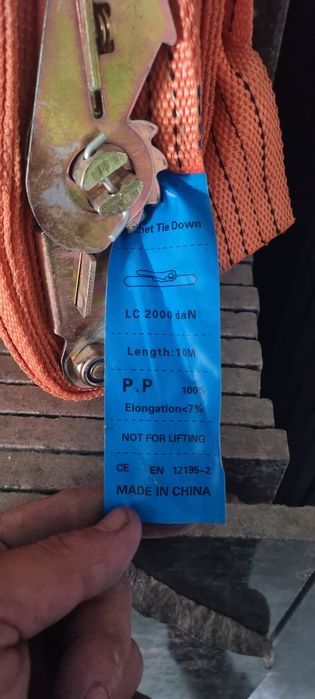 Tie Down
LC 2000 daN
Length:10M
P.P 100%
Elongation<7%
NOT FOR LIFTING
CE EN 12195-2
MADE IN CHINA